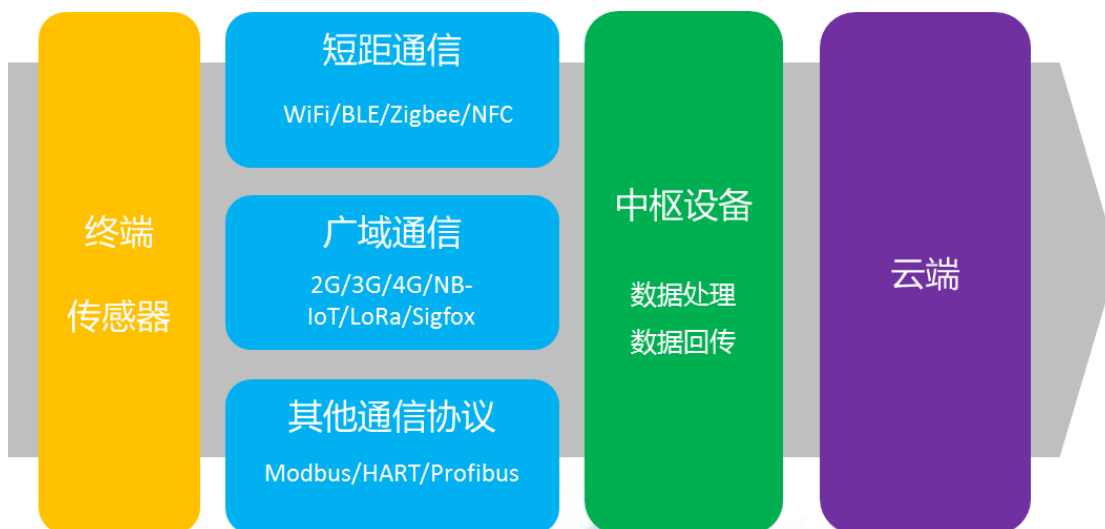 终端
传感器
短距通信
WiFi/BLE/Zigbee/NFC
广域通信
2G/3G/4G/NB-
IoT/LoRa/Sigfox
其他通信协议
Modbus/HART/Profibus
中枢设备
数据处理
数据回传
云端